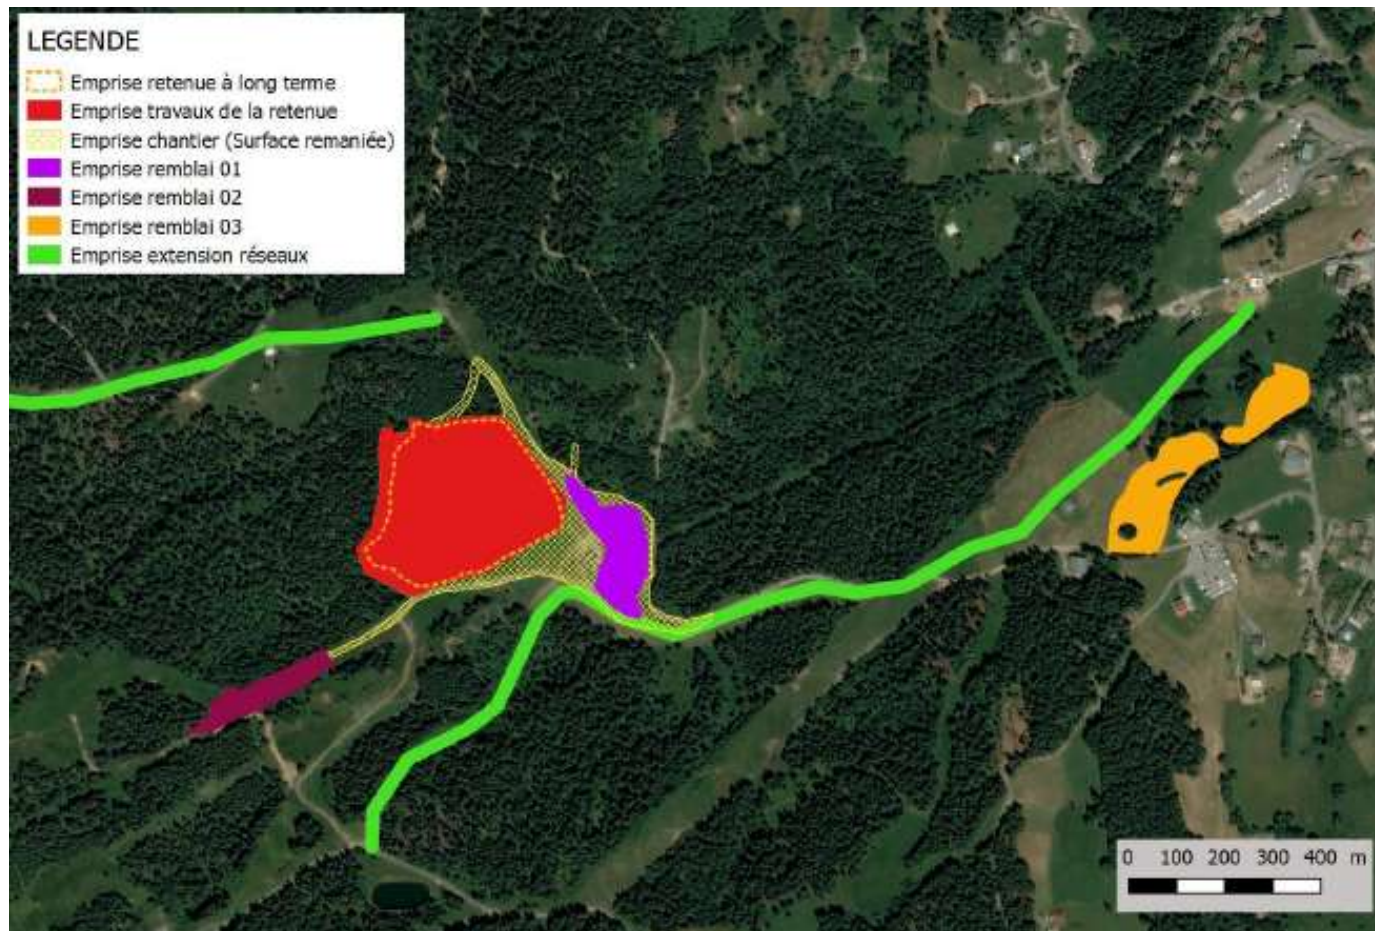 LEGENDE
Emprise retenue à long terme
Emprise travaux de la retenue
Emprise chantier (Surface remaniée)
Emprise remblai 01
Emprise remblai 02
Emprise remblai 03
Emprise extension réseaux
0 100 200 300 400 m